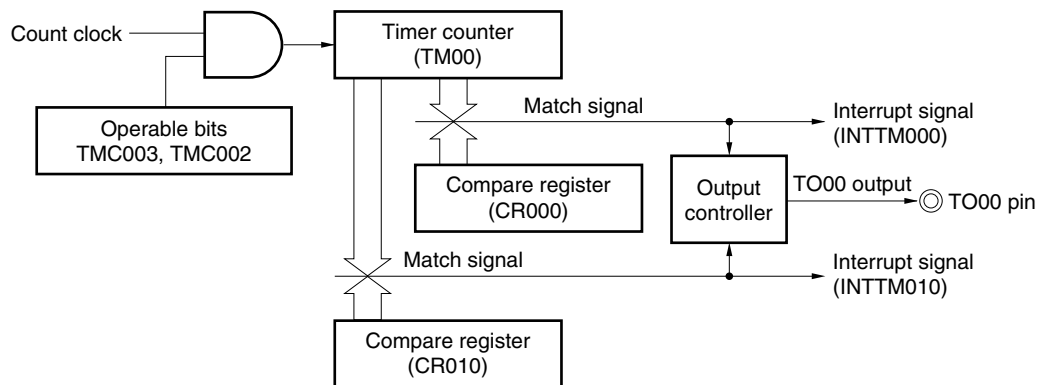 Count clock
Timer counter
(TM00)
Operable bits
TMC003, TMC002
Match signal
Interrupt signal
(INTTM000)
Compare register
(CR000)
Output
controller
TO00 output
TO00 pin
Match signal
Interrupt signal
(INTTM010)
Compare register
(CR010)